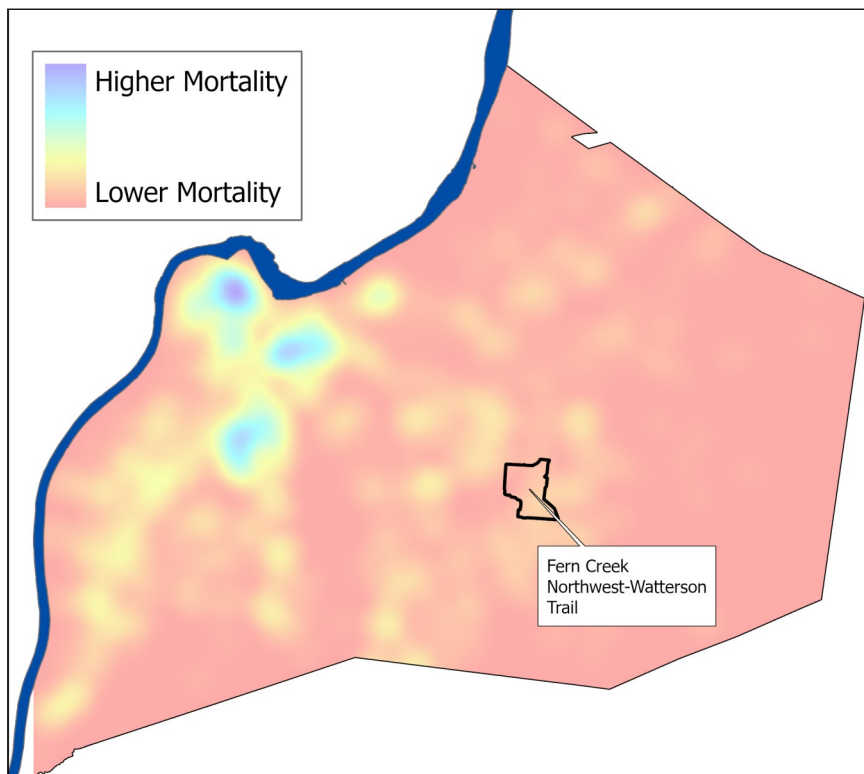 Higher Mortality
Lower Mortality
Fern Creek
Northwest-Watterson
Trail